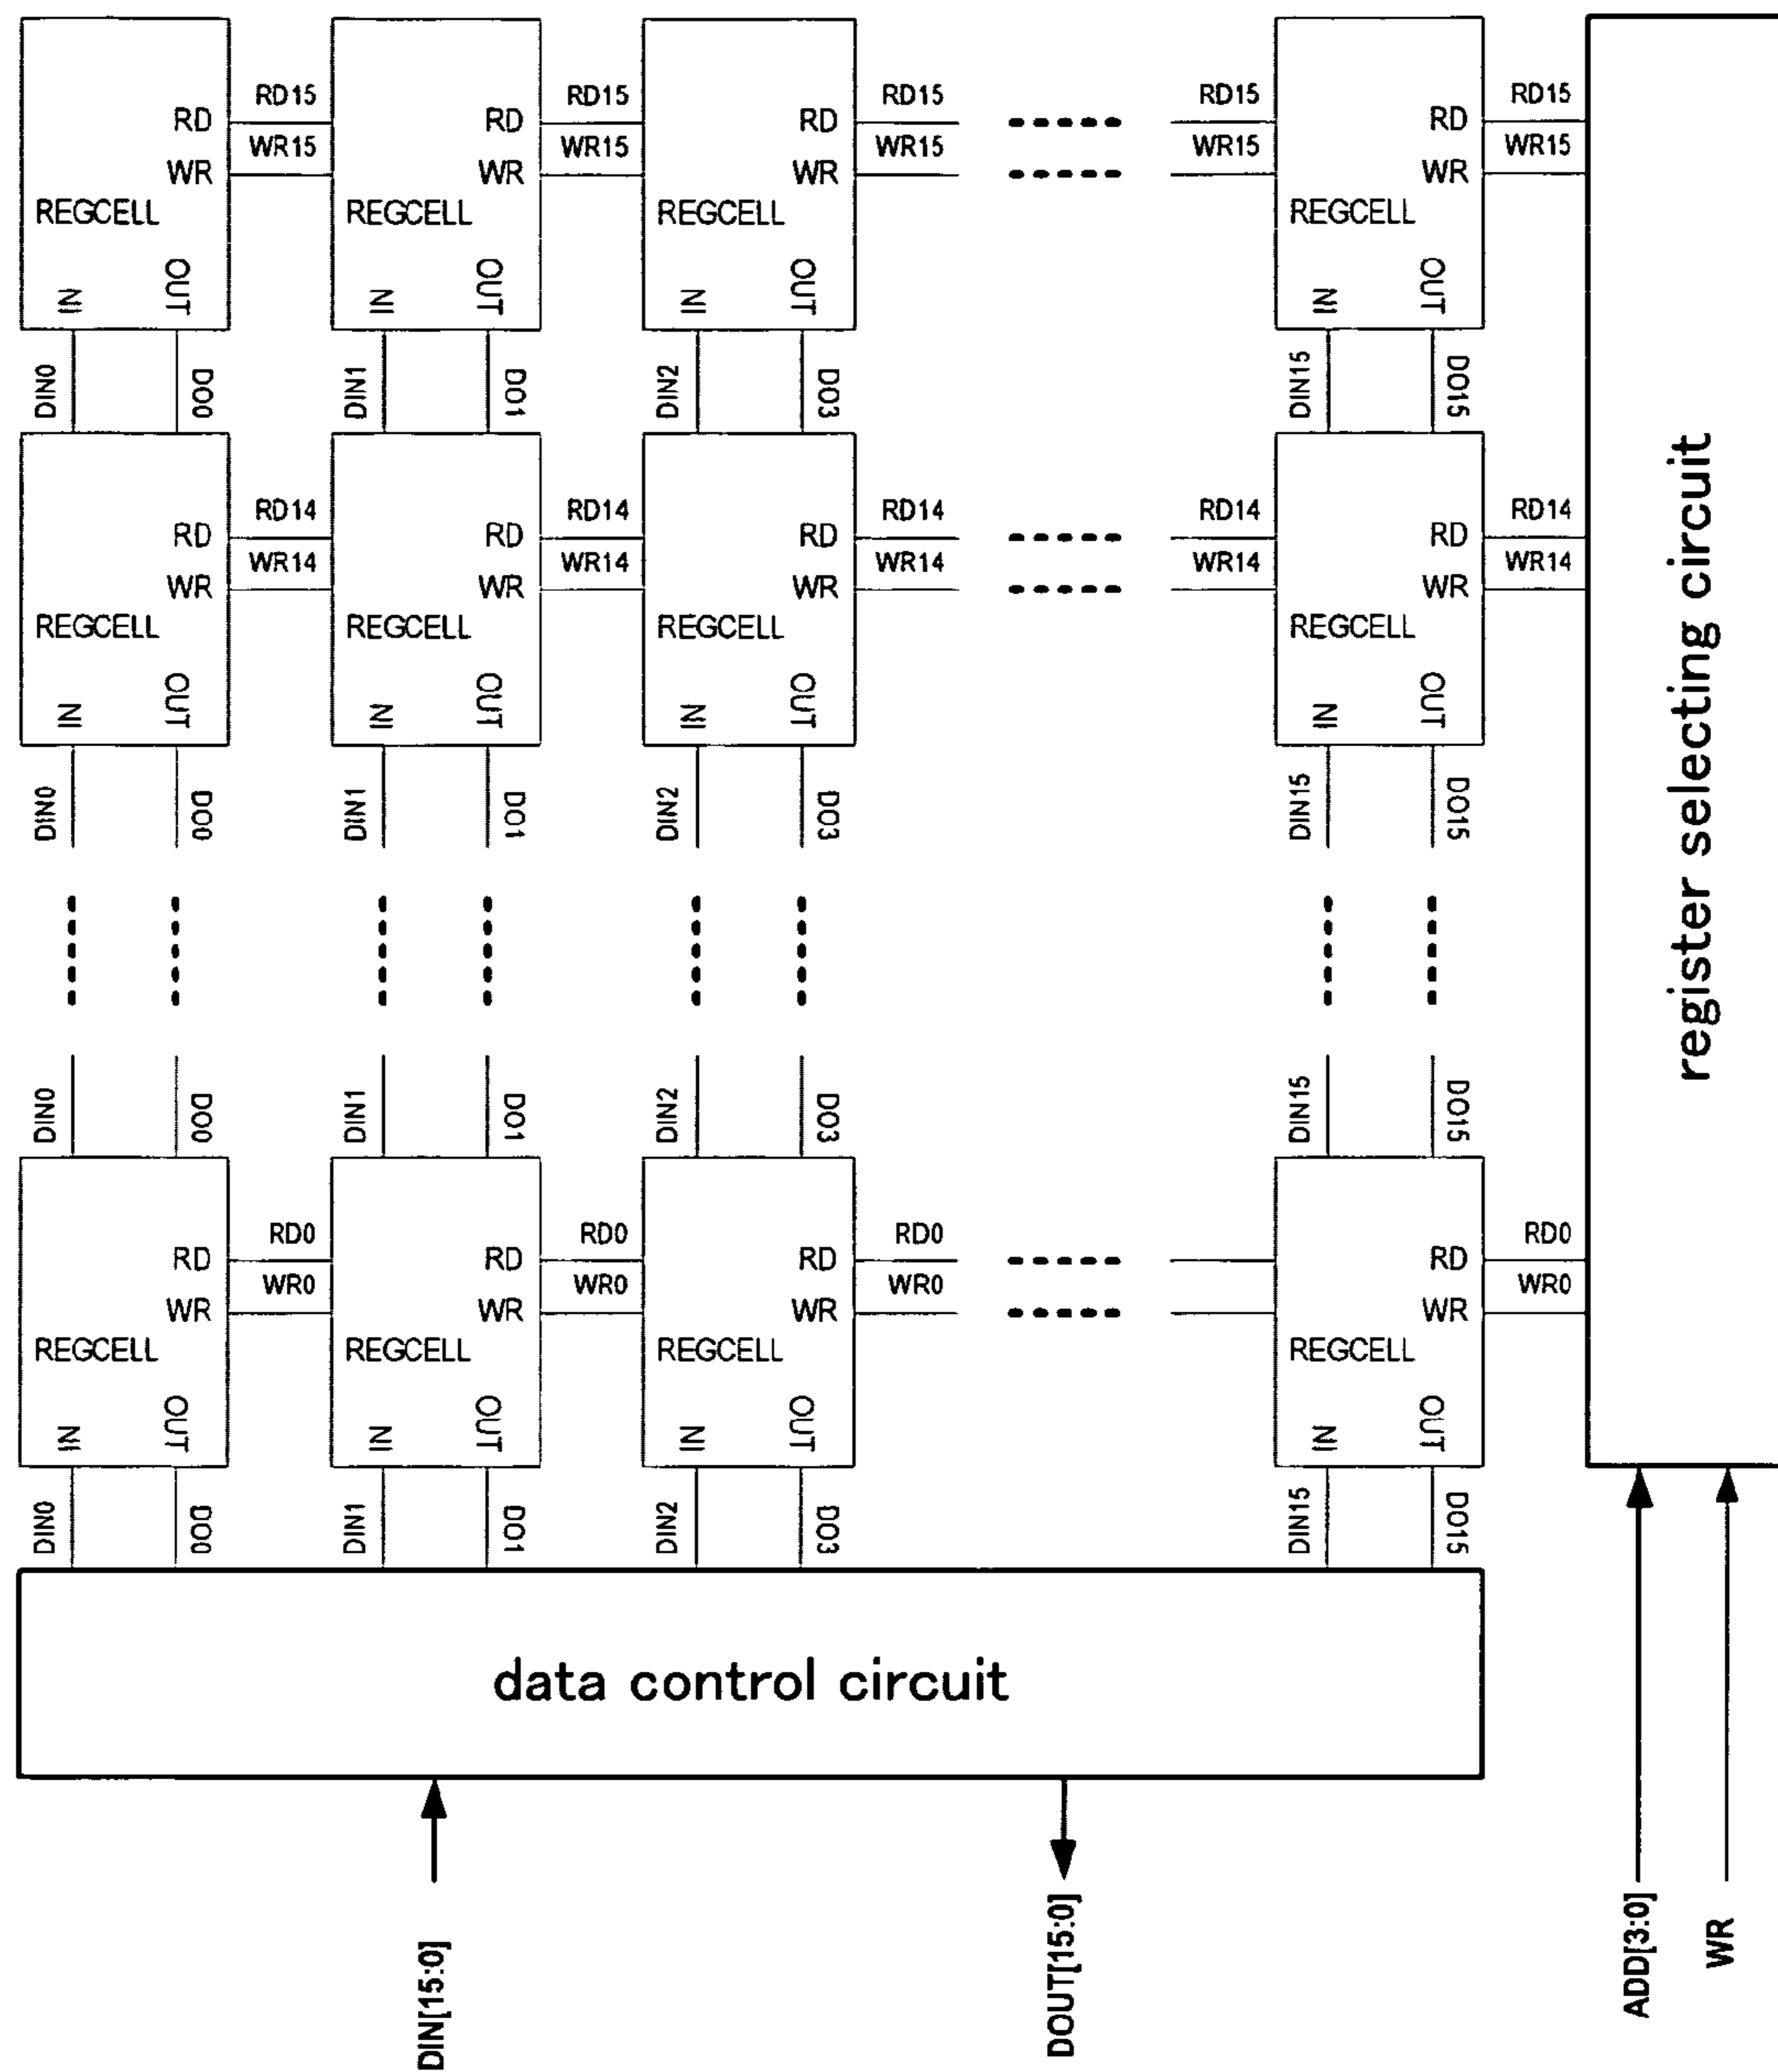 RD15 RD15 RD15 RD15 RD15
RD RD RD RD
WR15 WR15 WR15 WR15 WR15
WR WR WR WR
REGCELL REGCELL REGCELL REGCELL
IN OUT IN OUT IN OUT IN OUT
DIN0 DO0 DIN1 DO1 DIN2 DO3 DIN15 DO15
RD14 RD14 RD14 RD14 RD14
RD RD RD RD
WR14 WR14 WR14 WR14 WR14
WR WR WR WR
REGCELL REGCELL REGCELL REGCELL
IN OUT IN OUT IN OUT IN OUT
DIN0 DO0 DIN1 DO1 DIN2 DO3 DIN15 DO15
DIN0 DO0 DIN1 DO1 DIN2 DO3 DIN15 DO15
RD0 RD0 RD0 RD0
RD RD RD RD
WR0 WR0 WR0 WR0
WR WR WR WR
REGCELL REGCELL REGCELL REGCELL
IN OUT IN OUT IN OUT IN OUT
DIN0 DO0 DIN1 DO1 DIN2 DO3 DIN15 DO15
register selecting circuit
data control circuit
DIN[15:0]
DOUT[15:0]
ADD[3:0]
WR